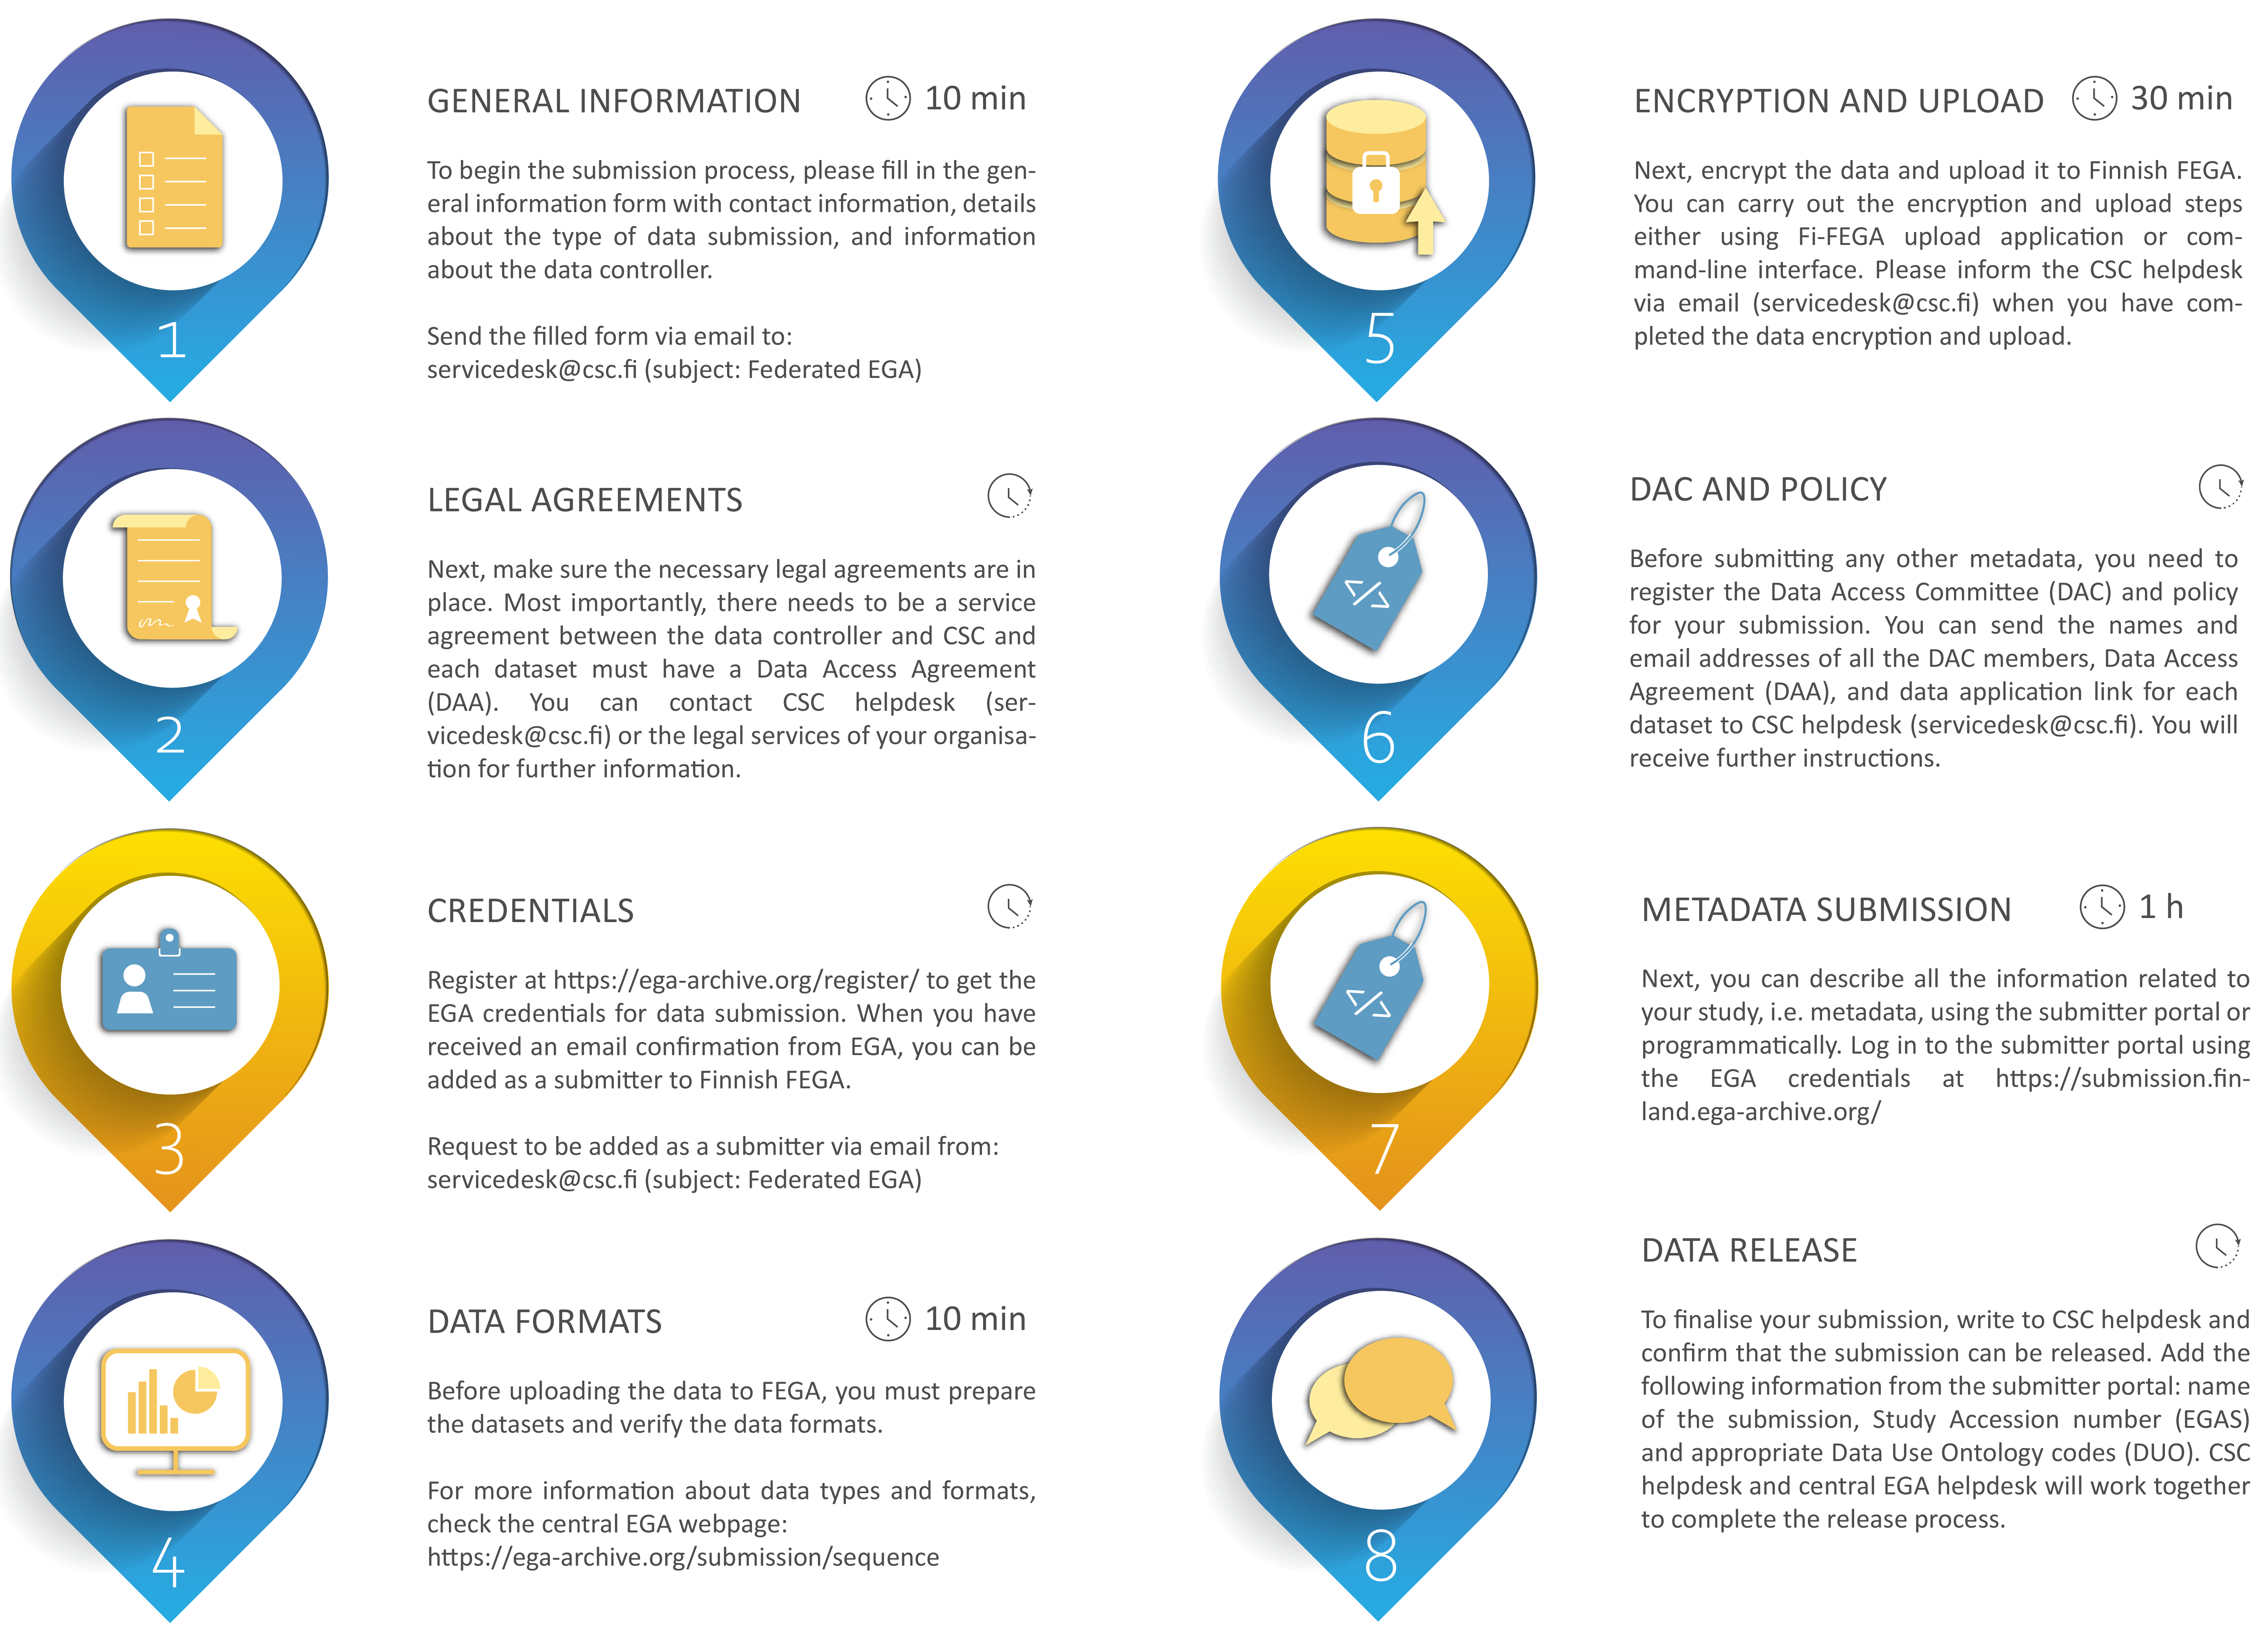 GENERAL INFORMATION
10 min
To begin the submission process, please fill in the gen-
eral information form with contact information, details
about the type of data submission, and information
about the data controller.
Send the filled form via email to:
servicedesk@csc.fi (subject: Federated EGA)
1
LEGAL AGREEMENTS
Next, make sure the necessary legal agreements are in
place. Most importantly, there needs to be a service
agreement between the data controller and CSC and
each dataset must have a Data Access Agreement
(DAA). You can contact CSC helpdesk (ser-
vicedesk@csc.fi) or the legal services of your organisa-
tion for further information.
2
CREDENTIALS
Register at https://ega-archive.org/register/ to get the
EGA credentials for data submission. When you have
received an email confirmation from EGA, you can be
added as a submitter to Finnish FEGA.
Request to be added as a submitter via email from:
servicedesk@csc.fi (subject: Federated EGA)
3
DATA FORMATS
10 min
Before uploading the data to FEGA, you must prepare
the datasets and verify the data formats.
For more information about data types and formats,
check the central EGA webpage:
https://ega-archive.org/submission/sequence
4
ENCRYPTION AND UPLOAD
30 min
Next, encrypt the data and upload it to Finnish FEGA.
You can carry out the encryption and upload steps
either using Fi-FEGA upload application or com-
mand-line interface. Please inform the CSC helpdesk
via email (servicedesk@csc.fi) when you have com-
pleted the data encryption and upload.
5
DAC AND POLICY
Before submitting any other metadata, you need to
register the Data Access Committee (DAC) and policy
for your submission. You can send the names and
email addresses of all the DAC members, Data Access
Agreement (DAA), and data application link for each
dataset to CSC helpdesk (servicedesk@csc.fi). You will
receive further instructions.
</>
6
METADATA SUBMISSION
1 h
Next, you can describe all the information related to
your study, i.e. metadata, using the submitter portal or
programmatically. Log in to the submitter portal using
the EGA credentials at https://submission.fin-
land.ega-archive.org/
</>
7
DATA RELEASE
To finalise your submission, write to CSC helpdesk and
confirm that the submission can be released. Add the
following information from the submitter portal: name
of the submission, Study Accession number (EGAS)
and appropriate Data Use Ontology codes (DUO). CSC
helpdesk and central EGA helpdesk will work together
to complete the release process.
8